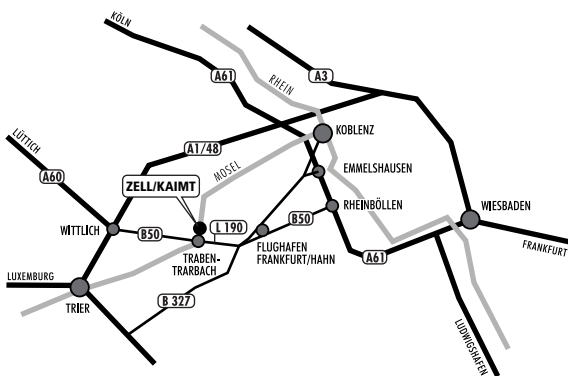 KÖLN
A61
RHEIN
A3
LÜTTICH
A60
A1/48
MOSEL
KOBLENZ
ZELL/KAIMT
EMMELSHAUSEN
RHEINBÖLLEN
WIESBADEN
WITTLICH
B50
L 190
B50
FLUGHAFEN
FRANKFURT/HAHN
TRABEN-
TRARBACH
A61
FRANKFURT
LUXEMBURG
TRIER
B 327
LUDWIGSHAFEN